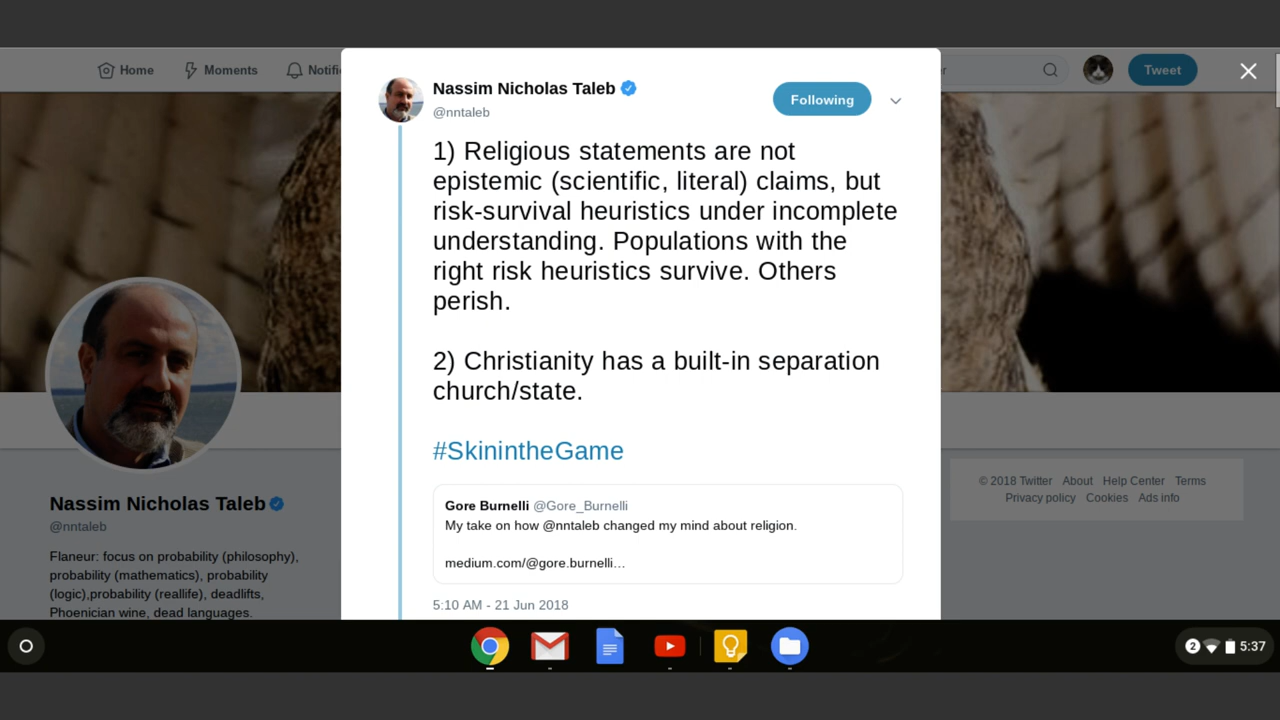 Home
Moments
Notifi
er
Tweet
Nassim Nicholas Taleb
@nntaleb
Following
1) Religious statements are not
epistemic (scientific, literal) claims, but
risk-survival heuristics under incomplete
understanding. Populations with the
right risk heuristics survive. Others
perish.
2) Christianity has a built-in separation
church/state.
#SkinintheGame
Gore Burnelli @Gore_Burnelli
My take on how @nntaleb changed my mind about religion.
medium.com/@gore.burnelli…
5:10 AM - 21 Jun 2018
Nassim Nicholas Taleb
@nntaleb
Flaneur: focus on probability (philosophy),
probability (mathematics), probability
(logic),probability (reallife), deadlifts,
Phoenician wine, dead languages.
© 2018 Twitter About Help Center Terms
Privacy policy Cookies Ads info
2 5:37